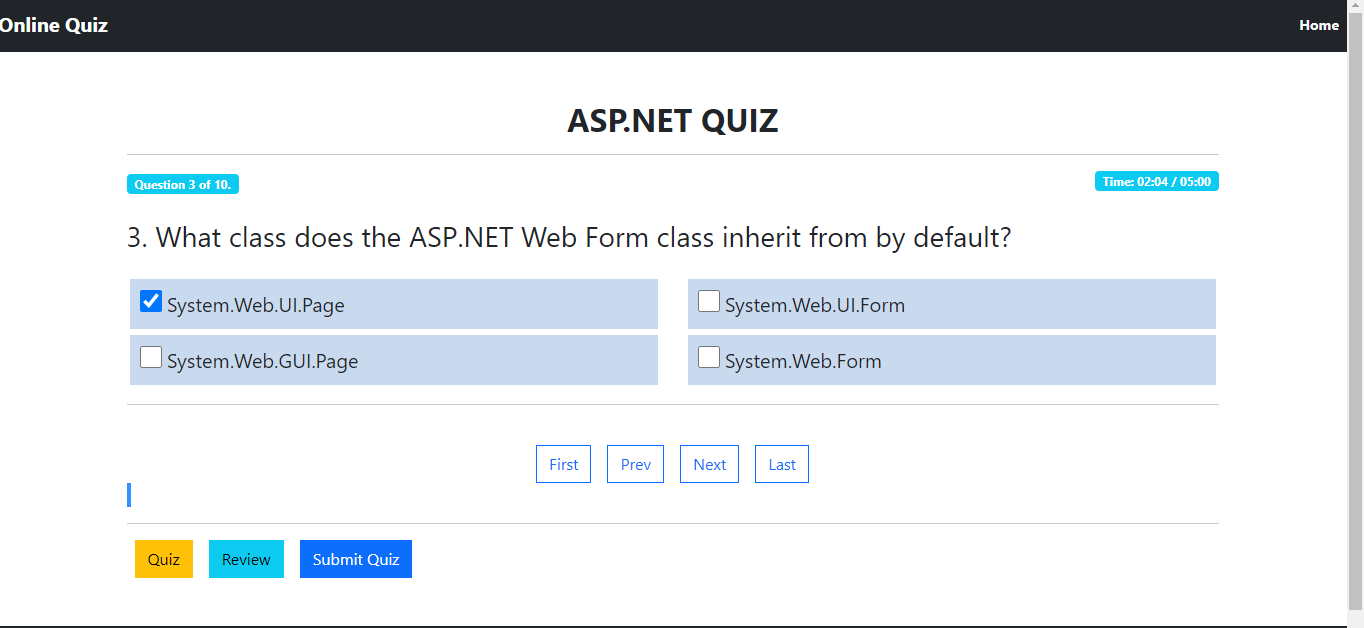 Online Quiz Home
ASP.NET QUIZ
Question 3 of 10. Time: 02:04 / 05:00
3. What class does the ASP.NET Web Form class inherit from by default?
System.Web.UI.Page System.Web.UI.Form
System.Web.GUI.Page System.Web.Form
First Prev Next Last
Quiz Review Submit Quiz